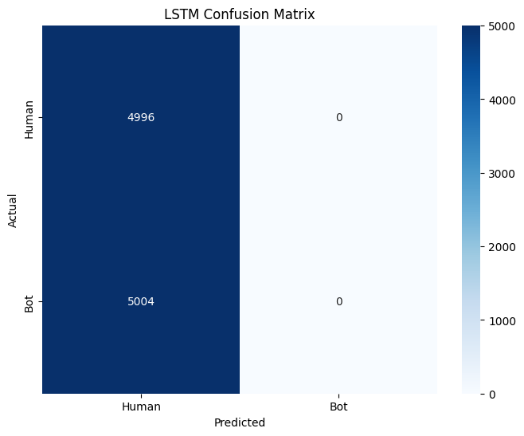 LSTM Confusion Matrix
Actual
Human
4996
0
Bot
5004
0
Human
Bot
Predicted
5000
4000
3000
2000
1000
0